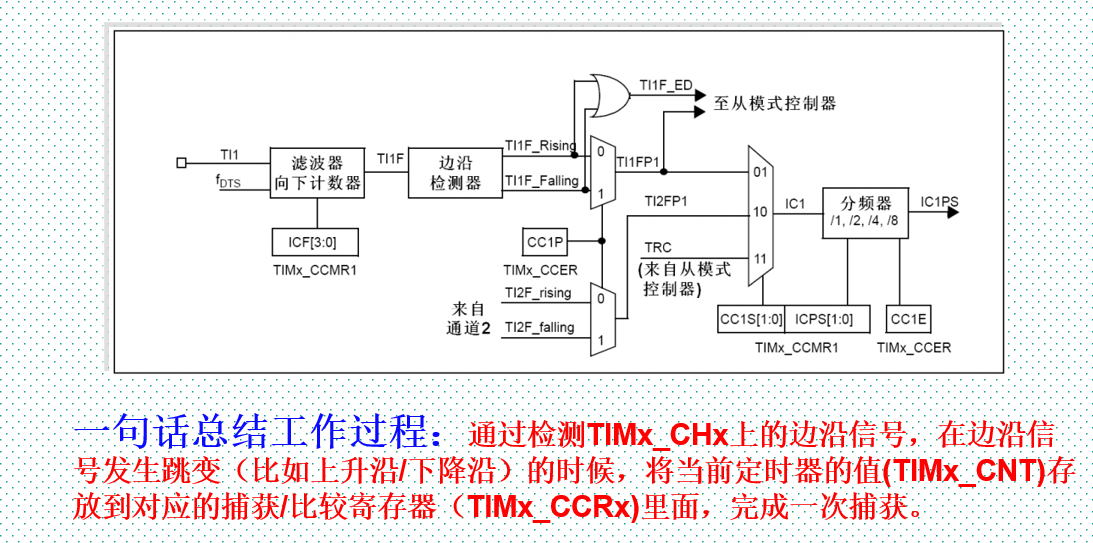 TI1F_ED
至从模式控制器
TI1F_Rising
0
TI1
滤波器
向下计数器
TI1F
边沿
检测器
TI1FP1
01
fDTS
TI1F_Falling
1
TI2FP1
10
IC1
分频器
/1, /2, /4, /8
IC1PS
ICF[3:0]
TIMx_CCMR1
CC1P
TIMx_CCER
TRC
(来自从模式
控制器)
11
来自
通道2
TI2F_rising
0
TI2F_falling
1
CC1S[1:0]
ICPS[1:0]
CC1E
TIMx_CCMR1
TIMx_CCER
一句话总结工作过程：通过检测TIMx_CHx上的边沿信号，在边沿信
号发生跳变（比如上升沿/下降沿）的时候，将当前定时器的值(TIMx_CNT)存
放到对应的捕获/比较寄存器（TIMx_CCRx)里面，完成一次捕获。